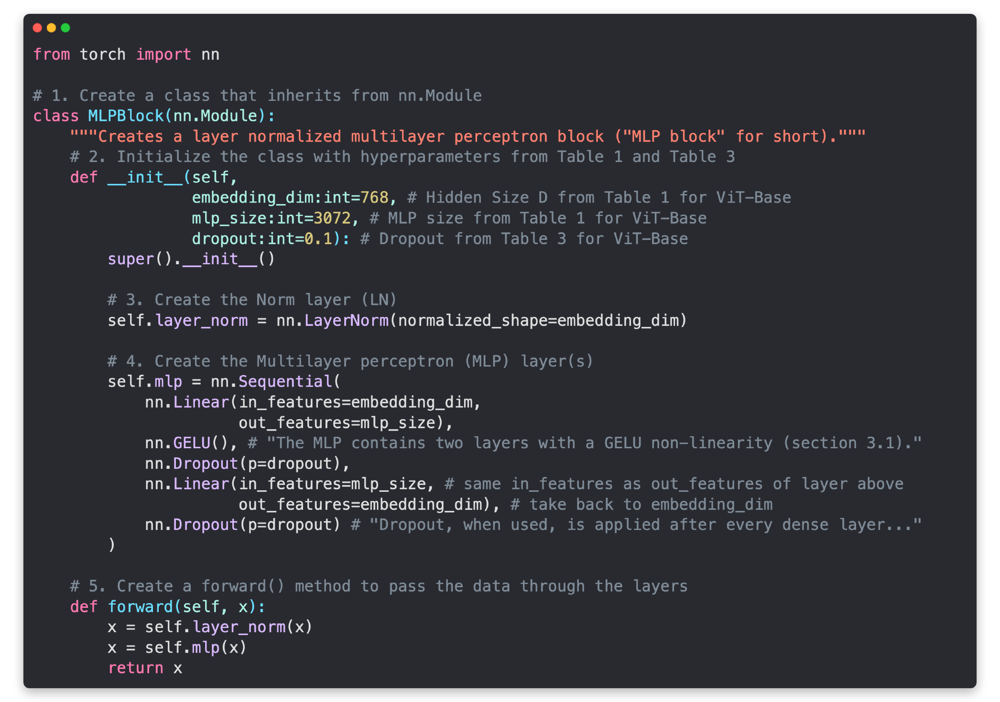 from torch import nn

# 1. Create a class that inherits from nn.Module
class MLPBlock(nn.Module):
    """Creates a layer normalized multilayer perceptron block ("MLP block" for short)."""
    # 2. Initialize the class with hyperparameters from Table 1 and Table 3
    def __init__(self,
                 embedding_dim:int=768, # Hidden Size D from Table 1 for ViT-Base
                 mlp_size:int=3072, # MLP size from Table 1 for ViT-Base
                 dropout:int=0.1): # Dropout from Table 3 for ViT-Base
        super().__init__()

        # 3. Create the Norm layer (LN)
        self.layer_norm = nn.LayerNorm(normalized_shape=embedding_dim)

        # 4. Create the Multilayer perceptron (MLP) layer(s)
        self.mlp = nn.Sequential(
            nn.Linear(in_features=embedding_dim,
                      out_features=mlp_size),
            nn.GELU(), # "The MLP contains two layers with a GELU non-linearity (section 3.1)."
            nn.Dropout(p=dropout),
            nn.Linear(in_features=mlp_size, # same in_features as out_features of layer above
                      out_features=embedding_dim), # take back to embedding_dim
            nn.Dropout(p=dropout) # "Dropout, when used, is applied after every dense layer..."
        )

    # 5. Create a forward() method to pass the data through the layers
    def forward(self, x):
        x = self.layer_norm(x)
        x = self.mlp(x)
        return x